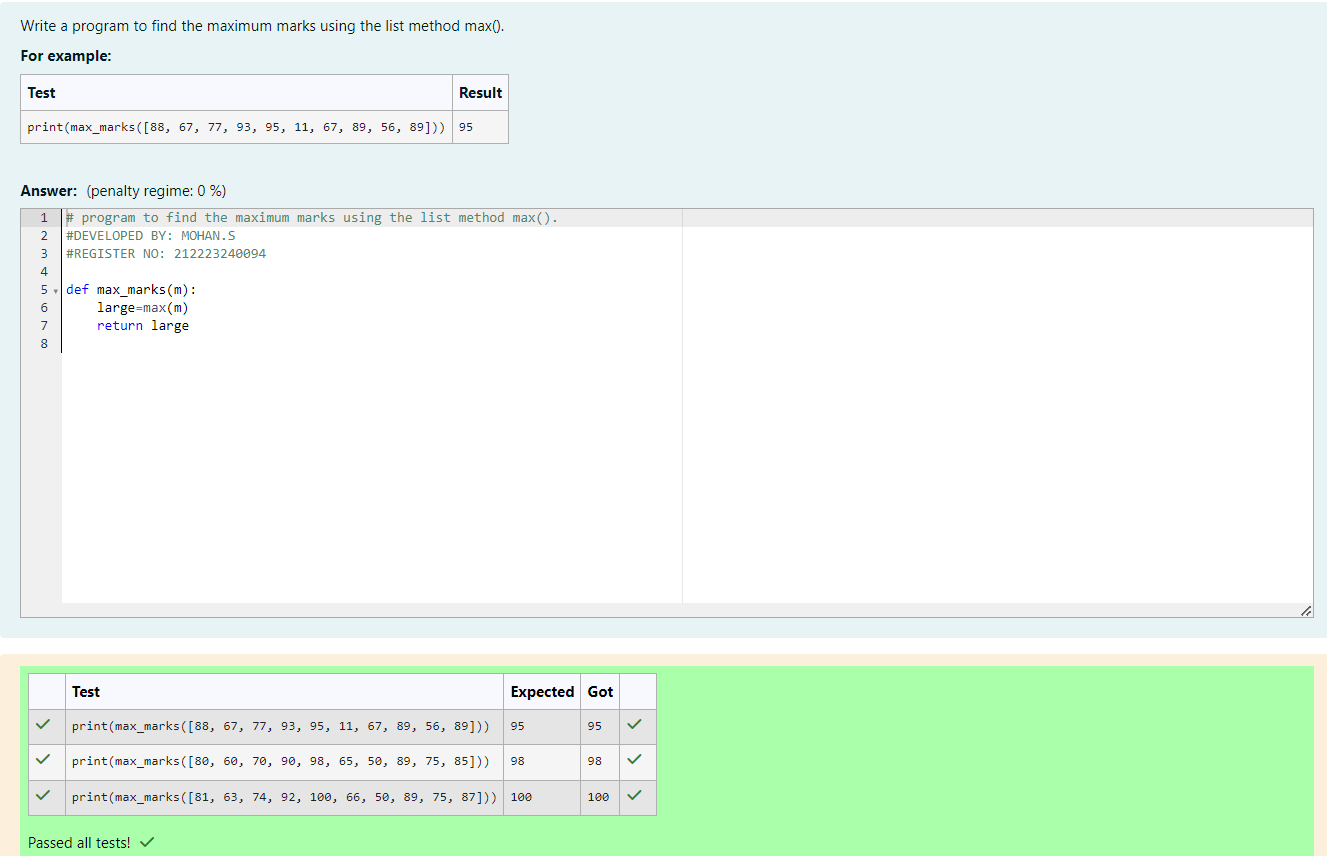 Write a program to find the maximum marks using the list method max().
For example:
Test Result
print(max_marks([88, 67, 77, 93, 95, 11, 67, 89, 56, 89])) 95
Answer: (penalty regime: 0 %)
1 # program to find the maximum marks using the list method max().
2 #DEVELOPED BY: MOHAN.S
3 #REGISTER NO: 212223240094
4
5 def max_marks(m):
6 large=max(m)
7 return large
8
Test Expected Got
print(max_marks([88, 67, 77, 93, 95, 11, 67, 89, 56, 89])) 95 95
print(max_marks([80, 60, 70, 90, 98, 65, 50, 89, 75, 85])) 98 98
print(max_marks([81, 63, 74, 92, 100, 66, 50, 89, 75, 87])) 100 100
Passed all tests!